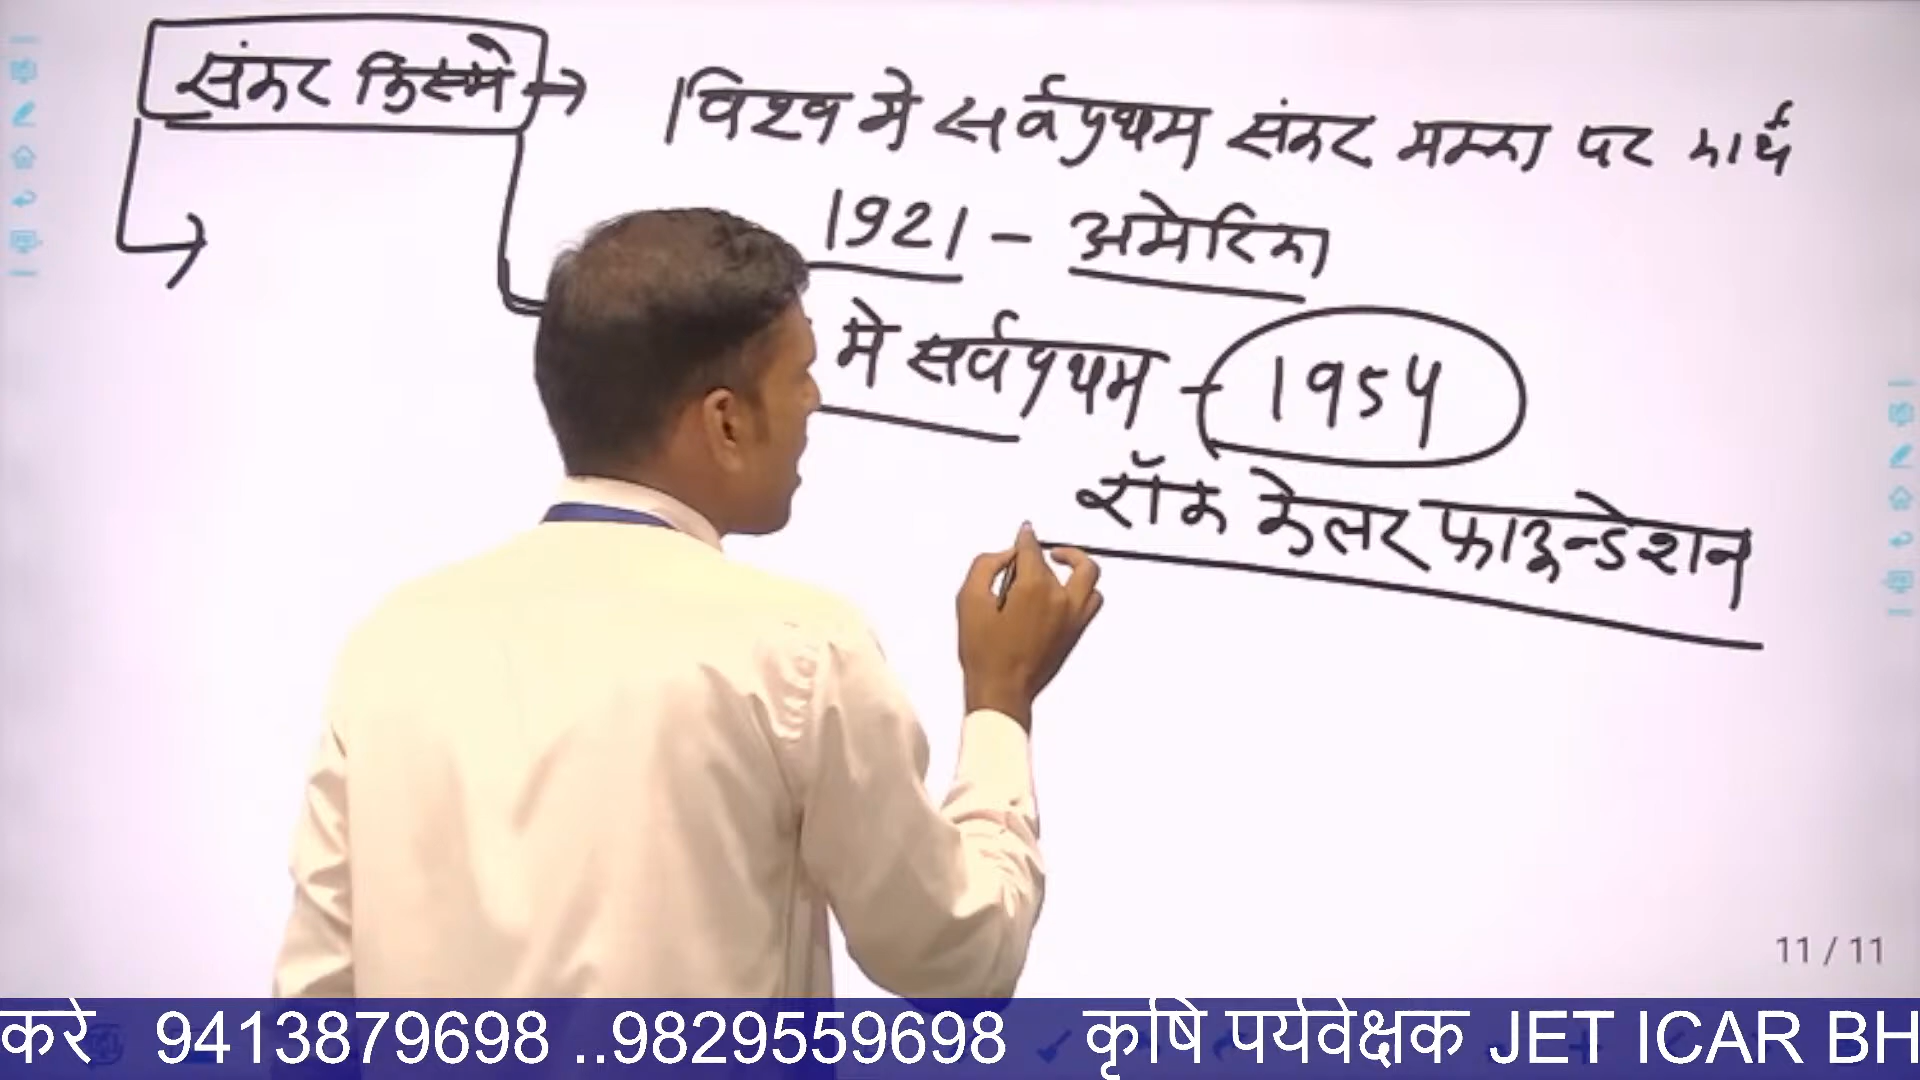 संकर किस्मे → विश्व मे सर्वप्रथम संकर मक्का पर कार्य
1921 - अमेरिका
मे सर्वप्रथम - 1954
रॉक केलर फाउन्डेशन
11 / 11
करे 9413879698 ..9829559698 कृषि पर्यवेक्षक JET ICAR BH